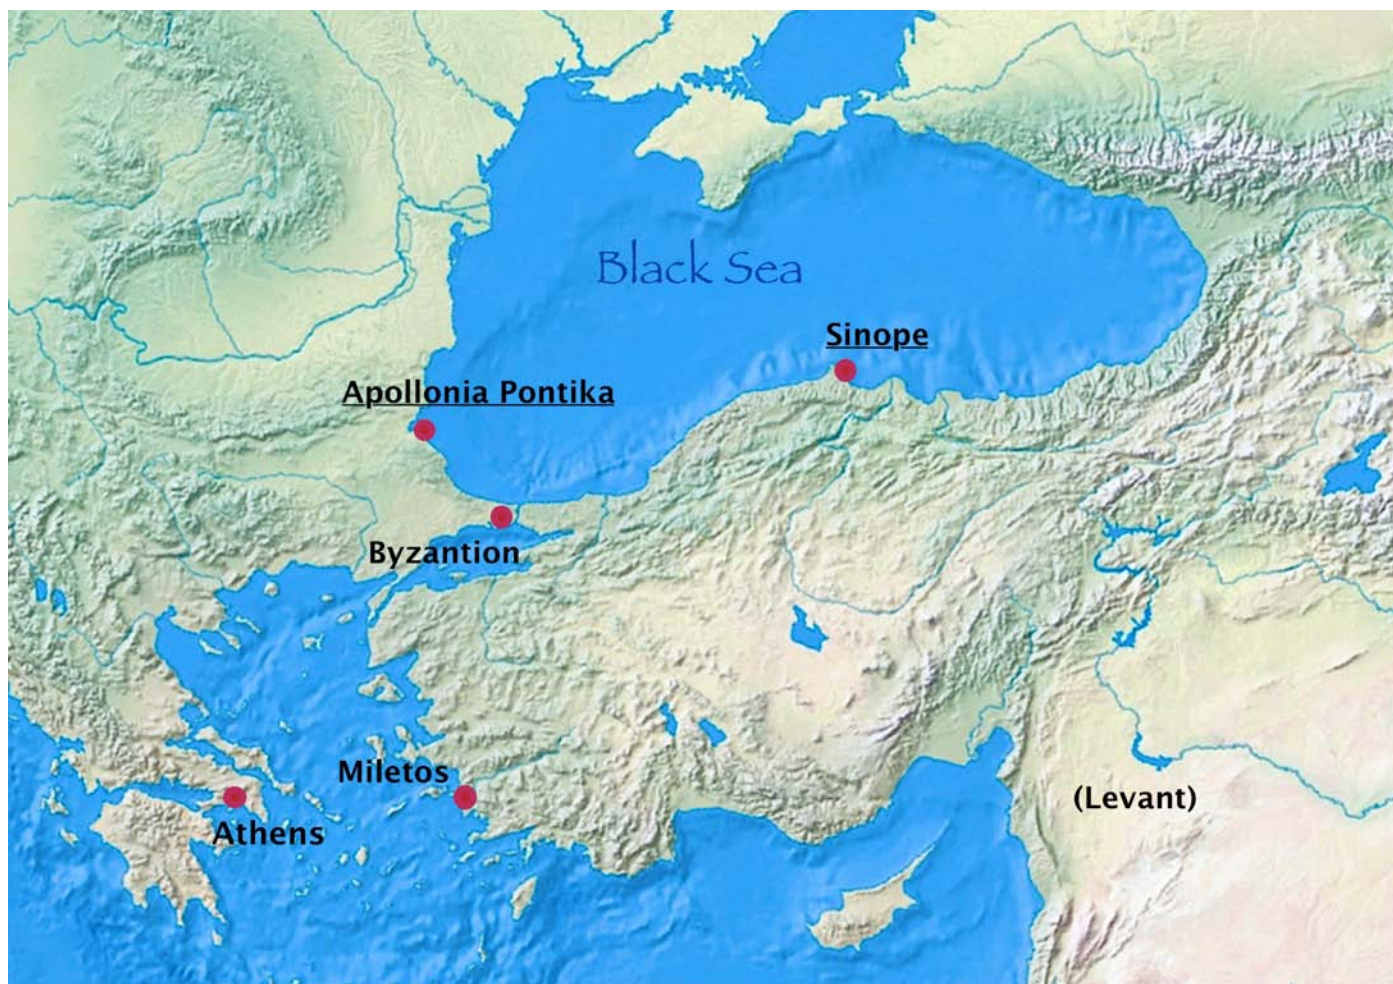 Black Sea
Sinope
Apollonia Pontika
Byzantion
Miletos
Athens
(Levant)